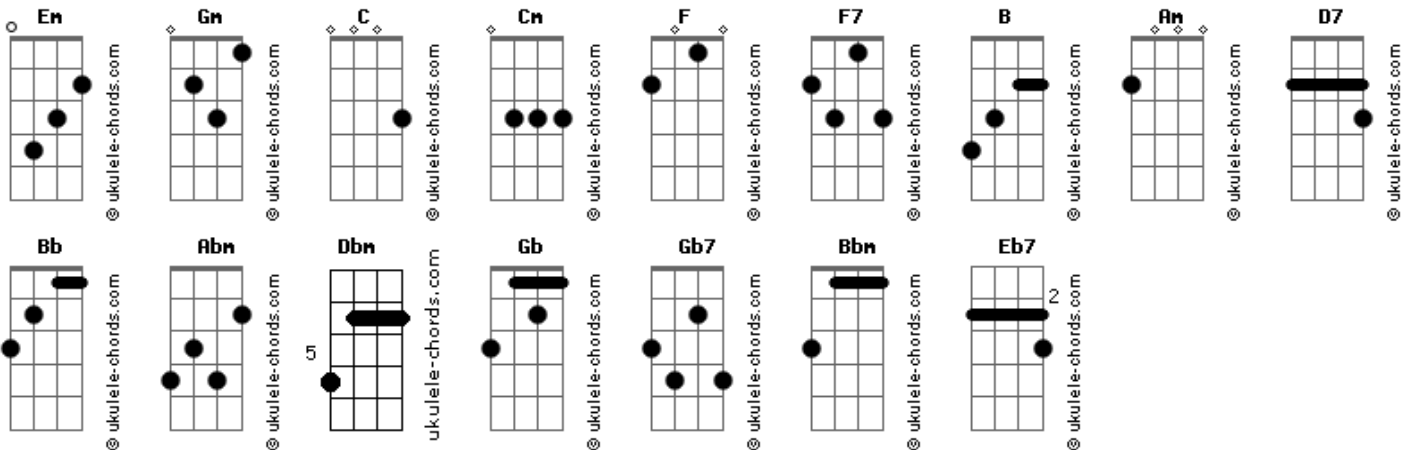 Em Gm C Cm F F7 B Am D7
© ukulele-chords.com © ukulele-chords.com © ukulele-chords.com © ukulele-chords.com © ukulele-chords.com © ukulele-chords.com © ukulele-chords.com © ukulele-chords.com © ukulele-chords.com
Bb Abm Dbm Gb Gb7 Bbm Eb7
5 2
© ukulele-chords.com © ukulele-chords.com ukulele-chords.com © ukulele-chords.com © ukulele-chords.com © ukulele-chords.com © ukulele-chords.com